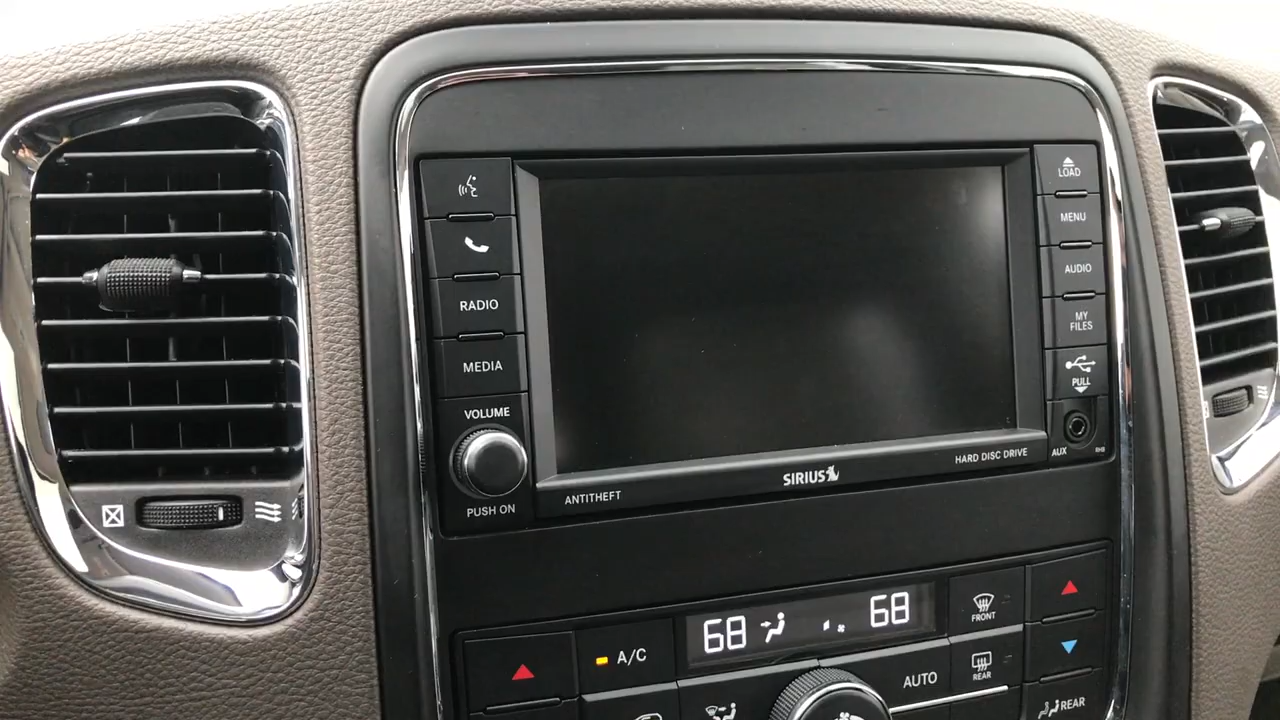 LOAD
MENU
RADIO
AUDIO
MEDIA
MY
FILES
PULL
VOLUME
PUSH ON
ANTITHEFT
SIRIUS
HARD DISC DRIVE
AUX
RHB
68
68
A/C
FRONT
AUTO
REAR
REAR